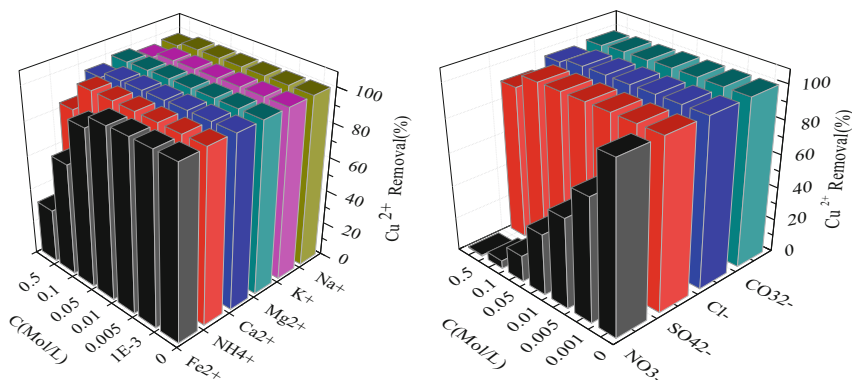 100
80
60
40
20
0
Cu 2+ Removal(%)
0.5
0.1
0.05
0.01
0.005
1E-3
0
C(Mol/L)
Fe2+
NH4+
Ca2+
Mg2+
K+
Na+
100
80
60
40
20
0
Cu 2+ Removal(%)
0.5
0.1
0.05
0.01
0.005
0.001
0
C(Mol/L)
NO3-
SO42-
Cl-
CO32-